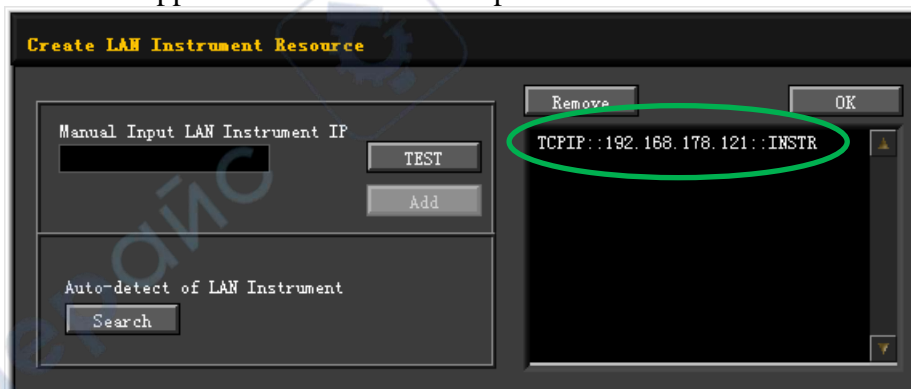 Create LAN Instrument Resource
Manual Input LAN Instrument IP
TEST
Add
Auto-detect of LAN Instrument
Search
Remove
OK
TCPIP::192.168.178.121::INSTR